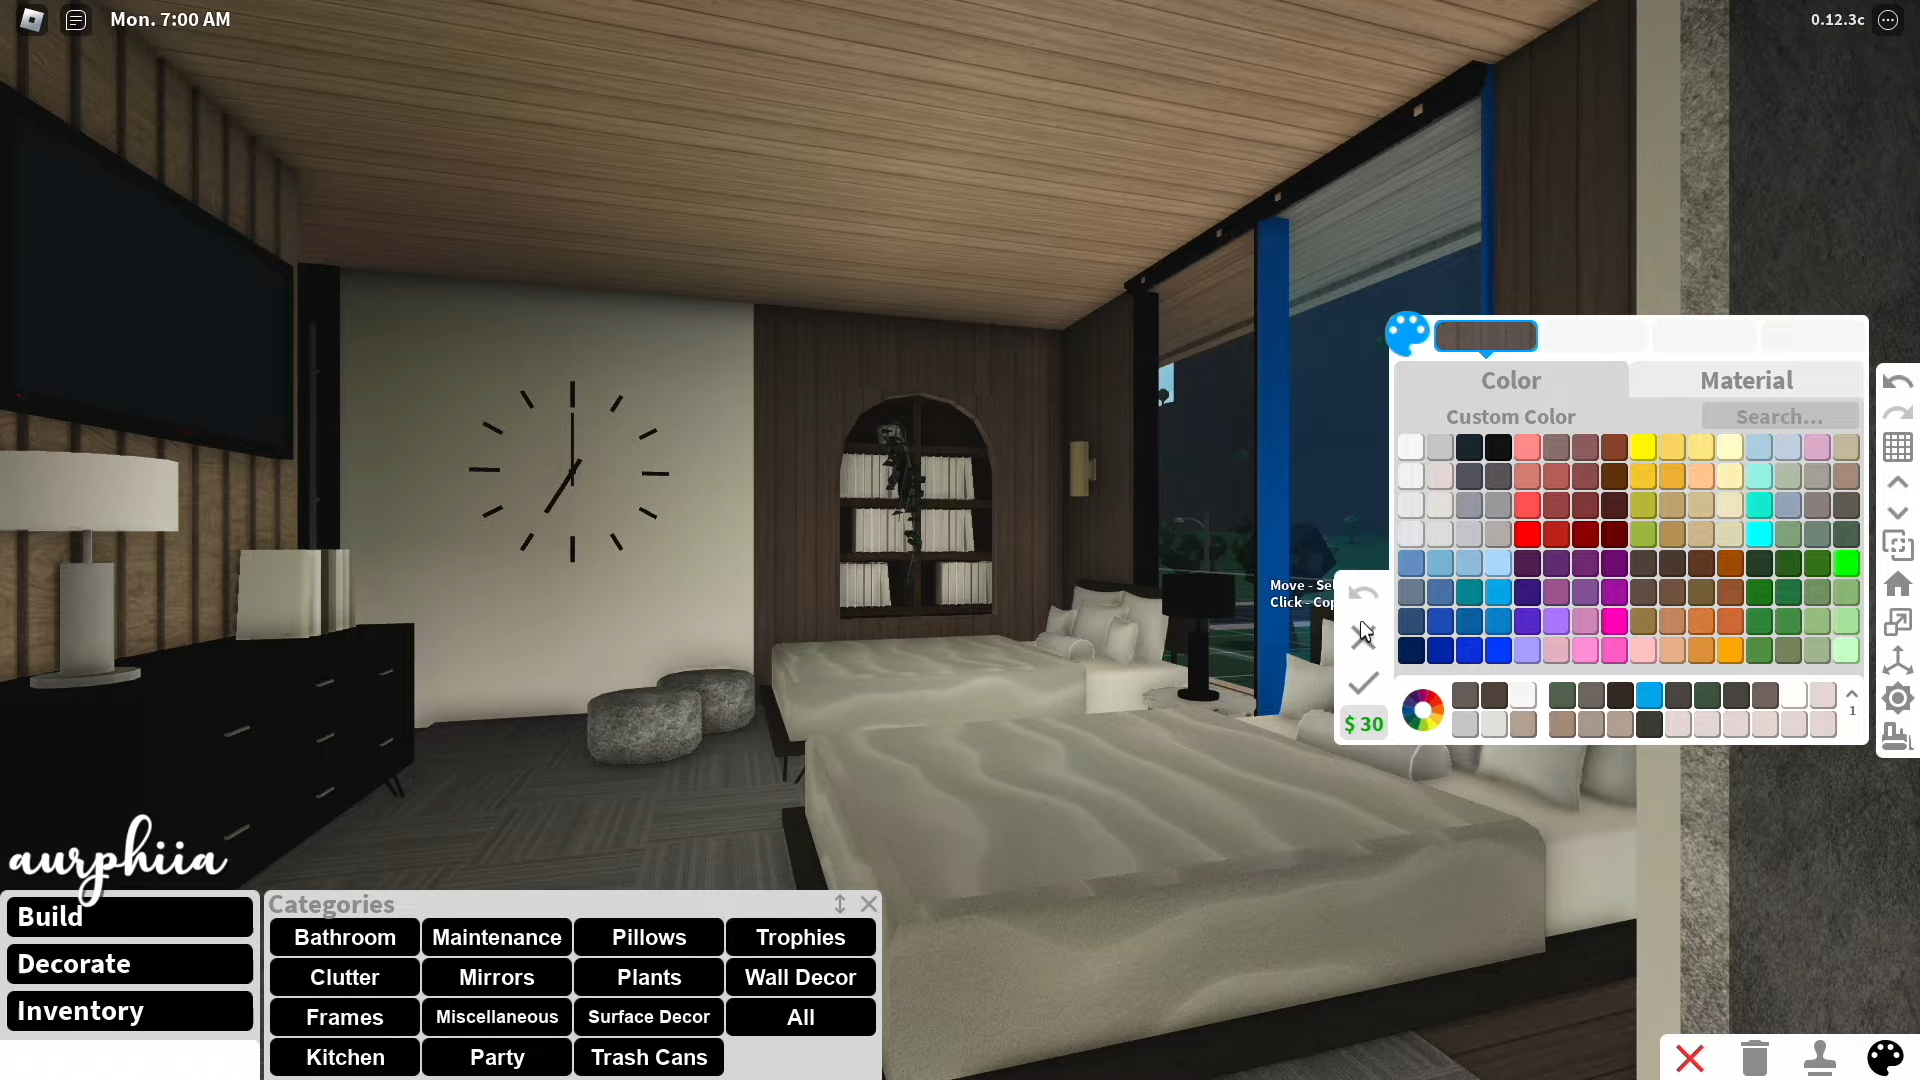 Mon. 7:00 AM
0.12.3c
Color
Material
Custom Color
Search...
Move - Sel
Click - Cop
$ 30
1
aurphiia
Build
Decorate
Inventory
Categories
Bathroom
Maintenance
Pillows
Trophies
Clutter
Mirrors
Plants
Wall Decor
Frames
Miscellaneous
Surface Decor
All
Kitchen
Party
Trash Cans